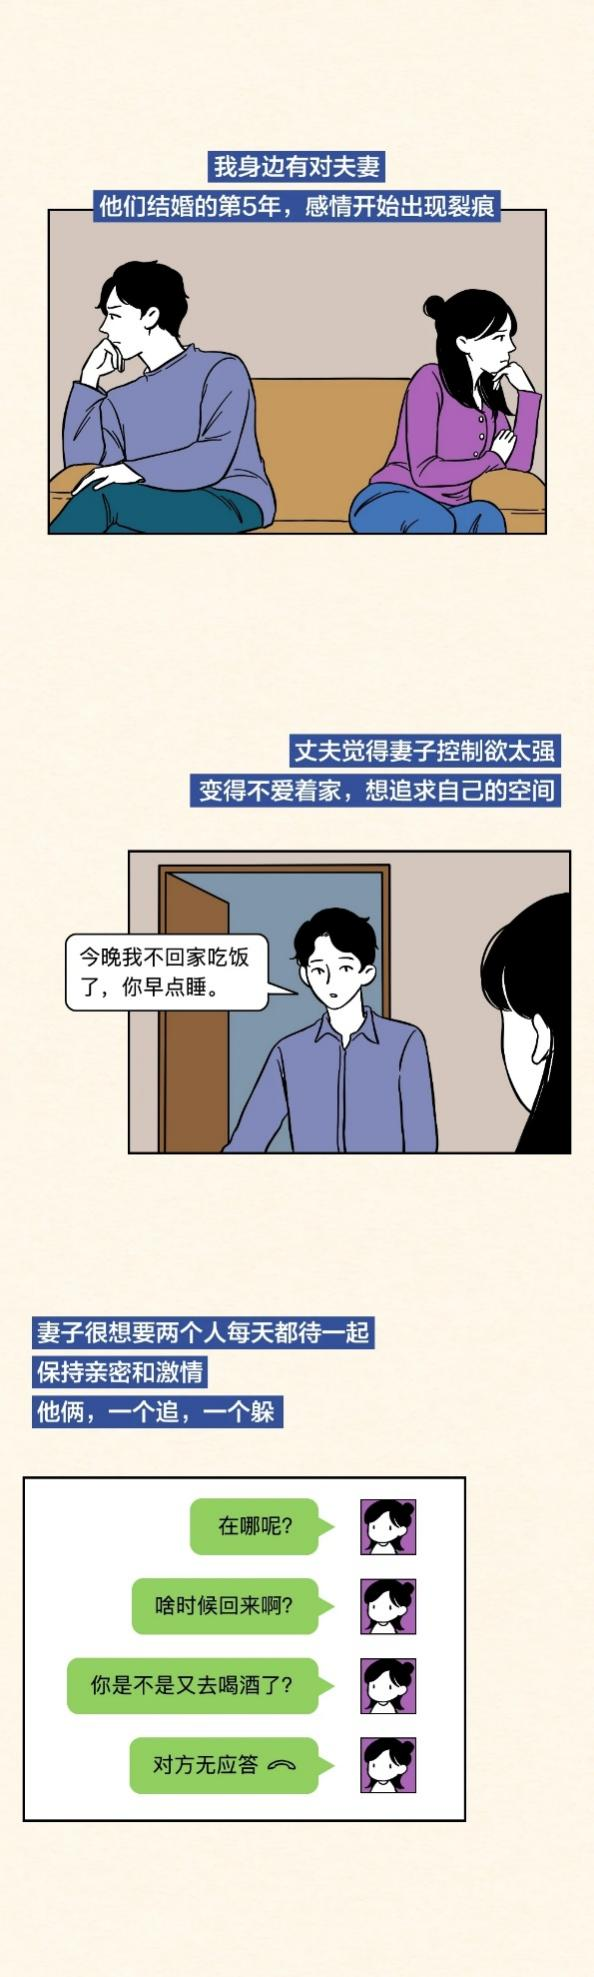 我身边有对夫妻
他们结婚的第5年，感情开始出现裂痕
丈夫觉得妻子控制欲太强
变得不爱着家，想追求自己的空间
今晚我不回家吃饭
了，你早点睡。
妻子很想要两个人每天都待一起
保持亲密和激情
他俩，一个追，一个躲
在哪呢？
啥时候回来啊？
你是不是又去喝酒了？
对方无应答